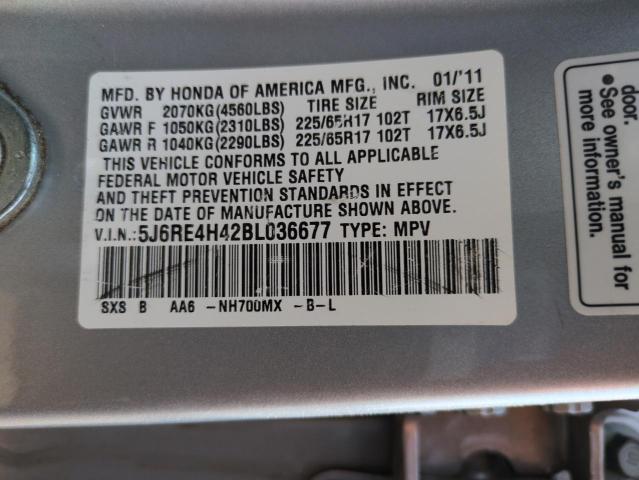 MFD. BY HONDA OF AMERICA MFG., INC. 01/'11
GVWR 2070KG(4560LBS) TIRE SIZE RIM SIZE
GAWR F 1050KG(2310LBS) 225/65R17 102T 17X6.5J
GAWR R 1040KG(2290LBS) 225/65R17 102T 17X6.5J
THIS VEHICLE CONFORMS TO ALL APPLICABLE
FEDERAL MOTOR VEHICLE SAFETY
AND THEFT PREVENTION STANDARDS IN EFFECT
ON THE DATE OF MANUFACTURE SHOWN ABOVE.
V.I.N.:5J6RE4H42BL036677 TYPE: MPV
SXS B AA6 -NH700MX -B-L
door.
• See owner's manual for
more information.